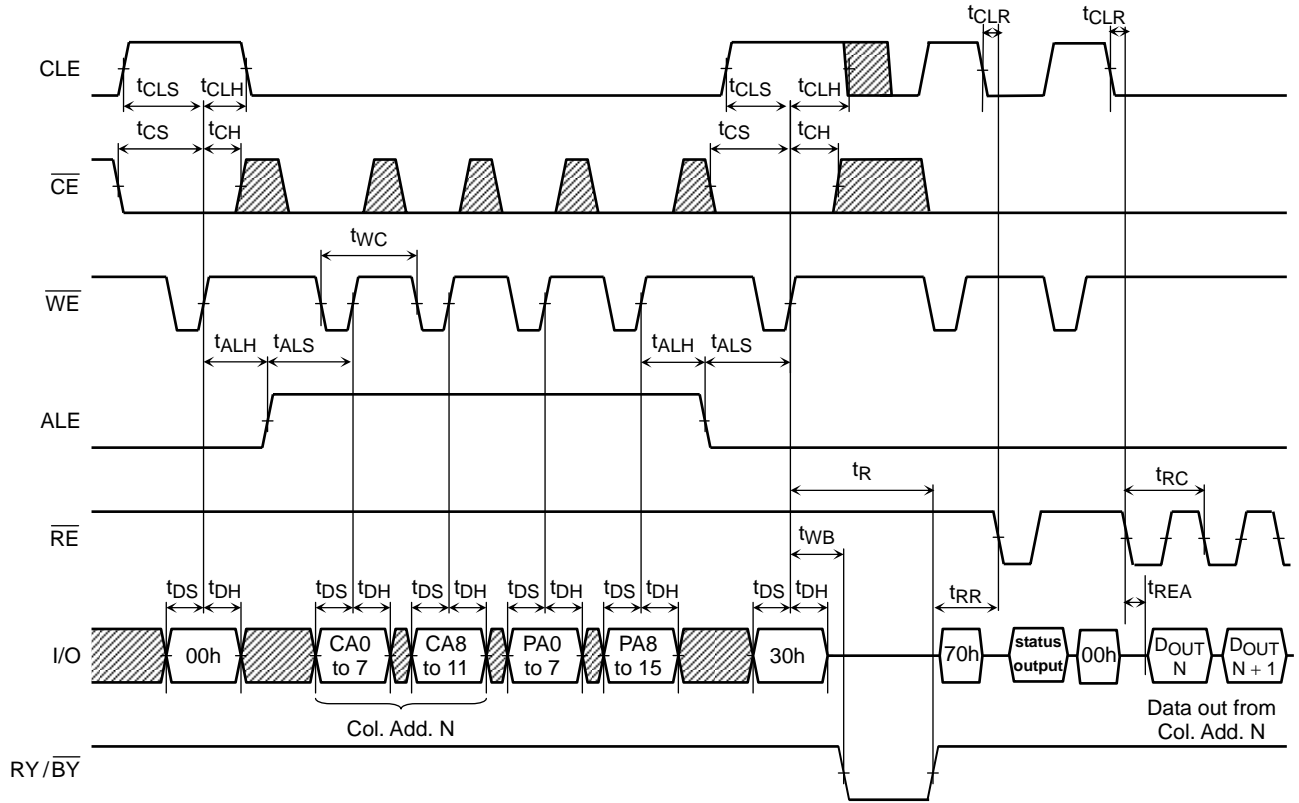 tCLR tCLR
CLE
tCLS tCLH tCLS tCLH
tCS tCH tCS tCH
CE
tWC
WE
tALH tALS tALH tALS
ALE
tR
tRC
RE
tWB
tDS tDH tDS tDH tDS tDH tDS tDH tDS tDH tDS tDH tRR tREA
I/O
00h
CA0 to 7
CA8 to 11
PA0 to 7
PA8 to 15
30h
70h
status output
00h
DOUT N
DOUT N + 1
Col. Add. N
Data out from
Col. Add. N
RY/BY